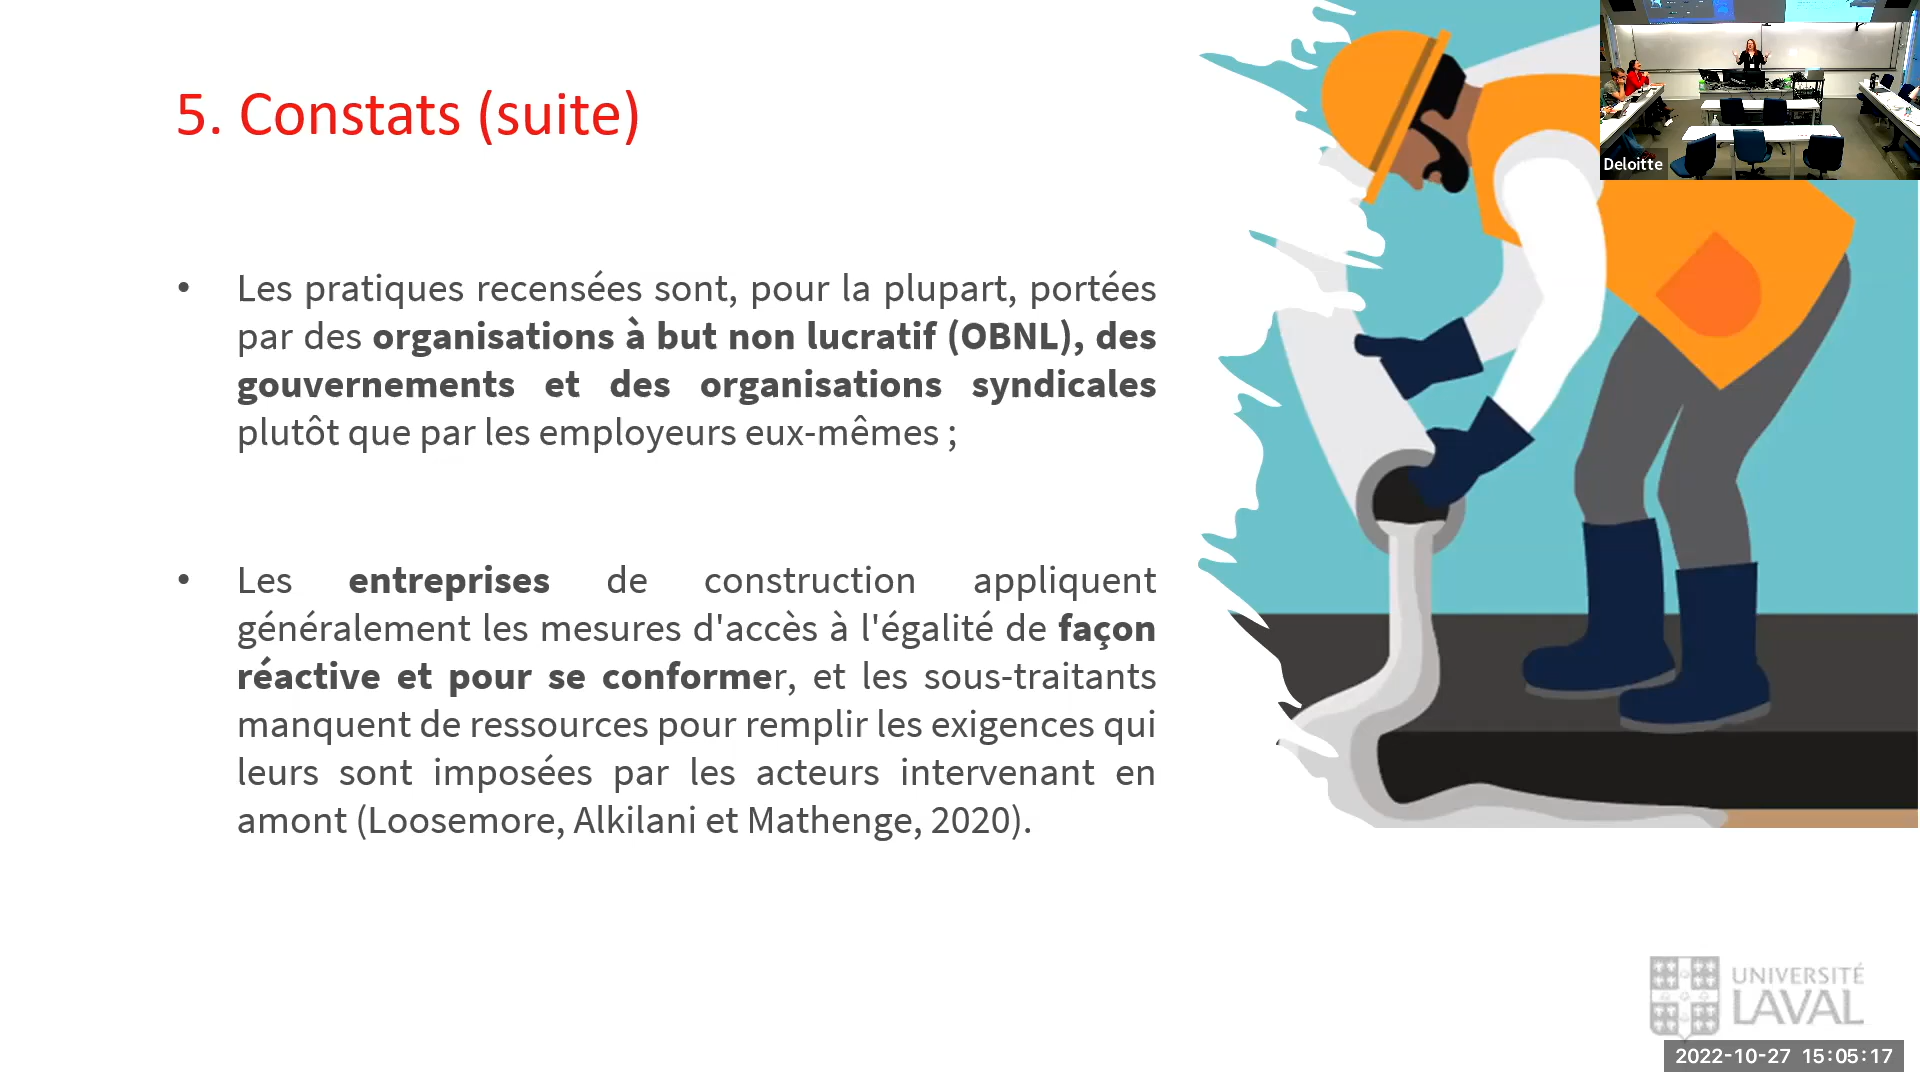 5. Constats (suite)
• Les pratiques recensées sont, pour la plupart, portées
par des organisations à but non lucratif (OBNL), des
gouvernements et des organisations syndicales
plutôt que par les employeurs eux-mêmes ;
• Les entreprises de construction appliquent
généralement les mesures d'accès à l'égalité de façon
réactive et pour se conformer, et les sous-traitants
manquent de ressources pour remplir les exigences qui
leurs sont imposées par les acteurs intervenant en
amont (Loosemore, Alkilani et Mathenge, 2020).
Deloitte
UNIVERSITÉ
LAVAL
2022-10-27 15:05:17